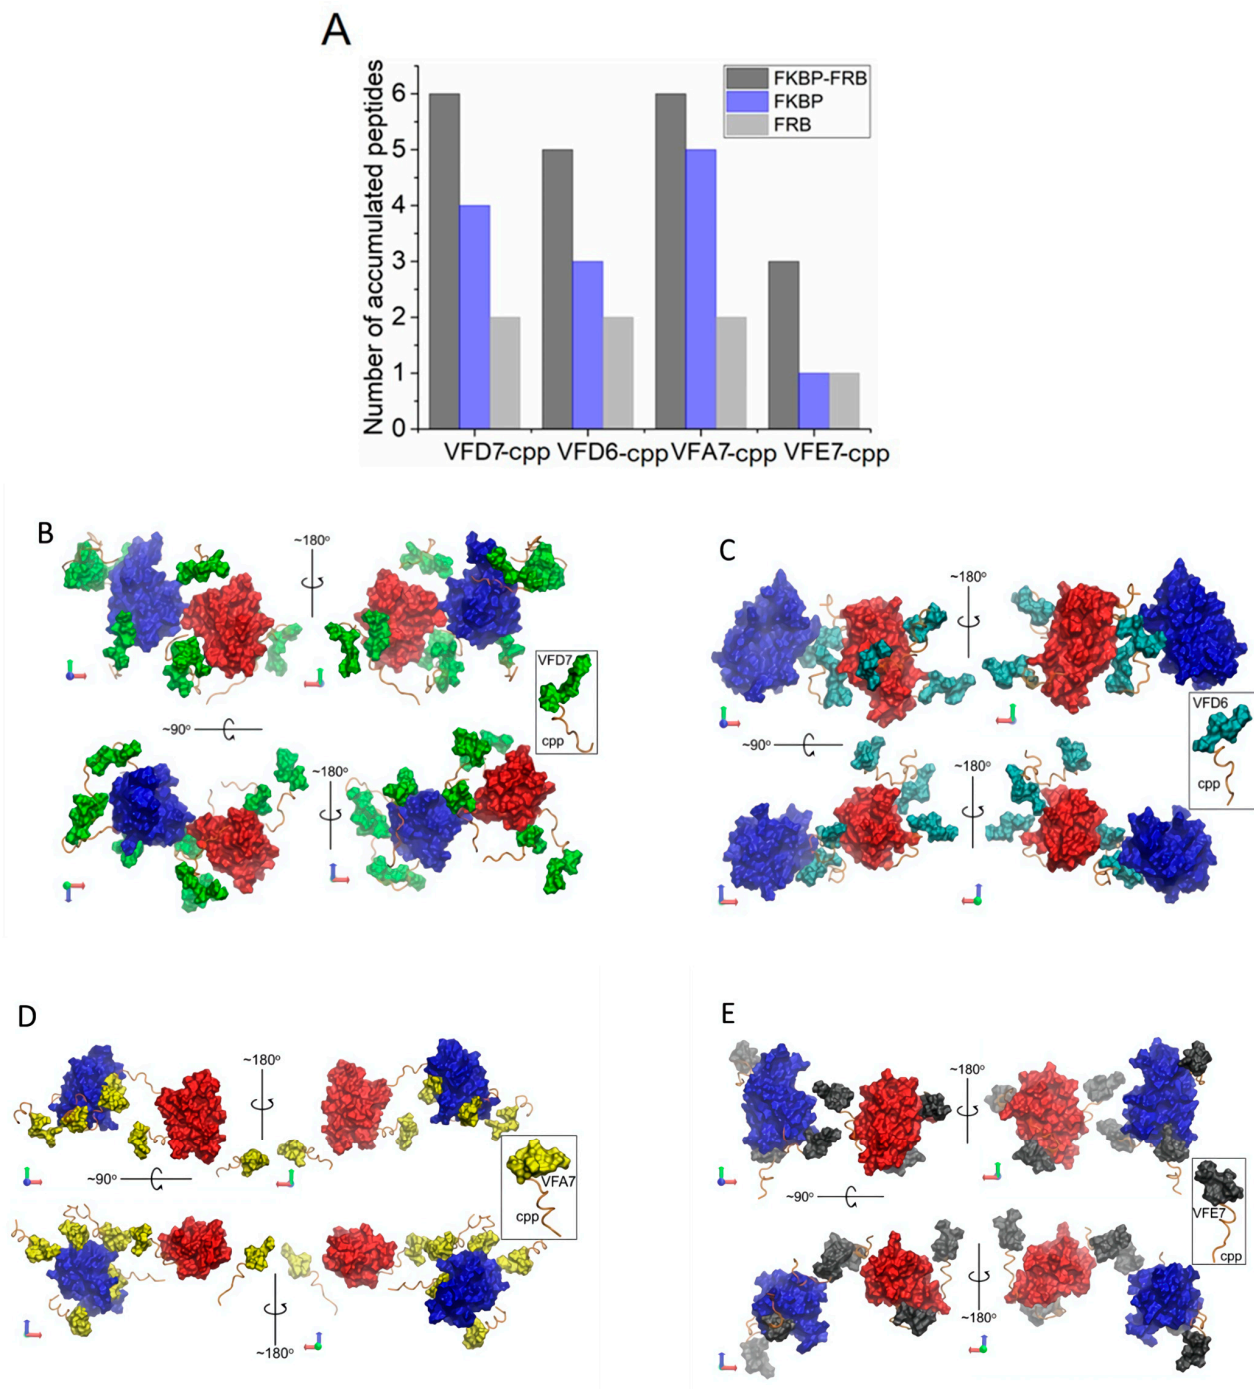 A
Number of accumulated peptides
6
5
4
3
2
1
0
FKBP-FRB
FKBP
FRB
VFD7-cpp VFD6-cpp VFA7-cpp VFE7-cpp
B
~180°
VFD7
cpp
~90°
~180°
C
~180°
VFD6
cpp
~90°
~180°
D
~180°
VFA7
cpp
~90°
~180°
E
~180°
VFE7
cpp
~90°
~180°